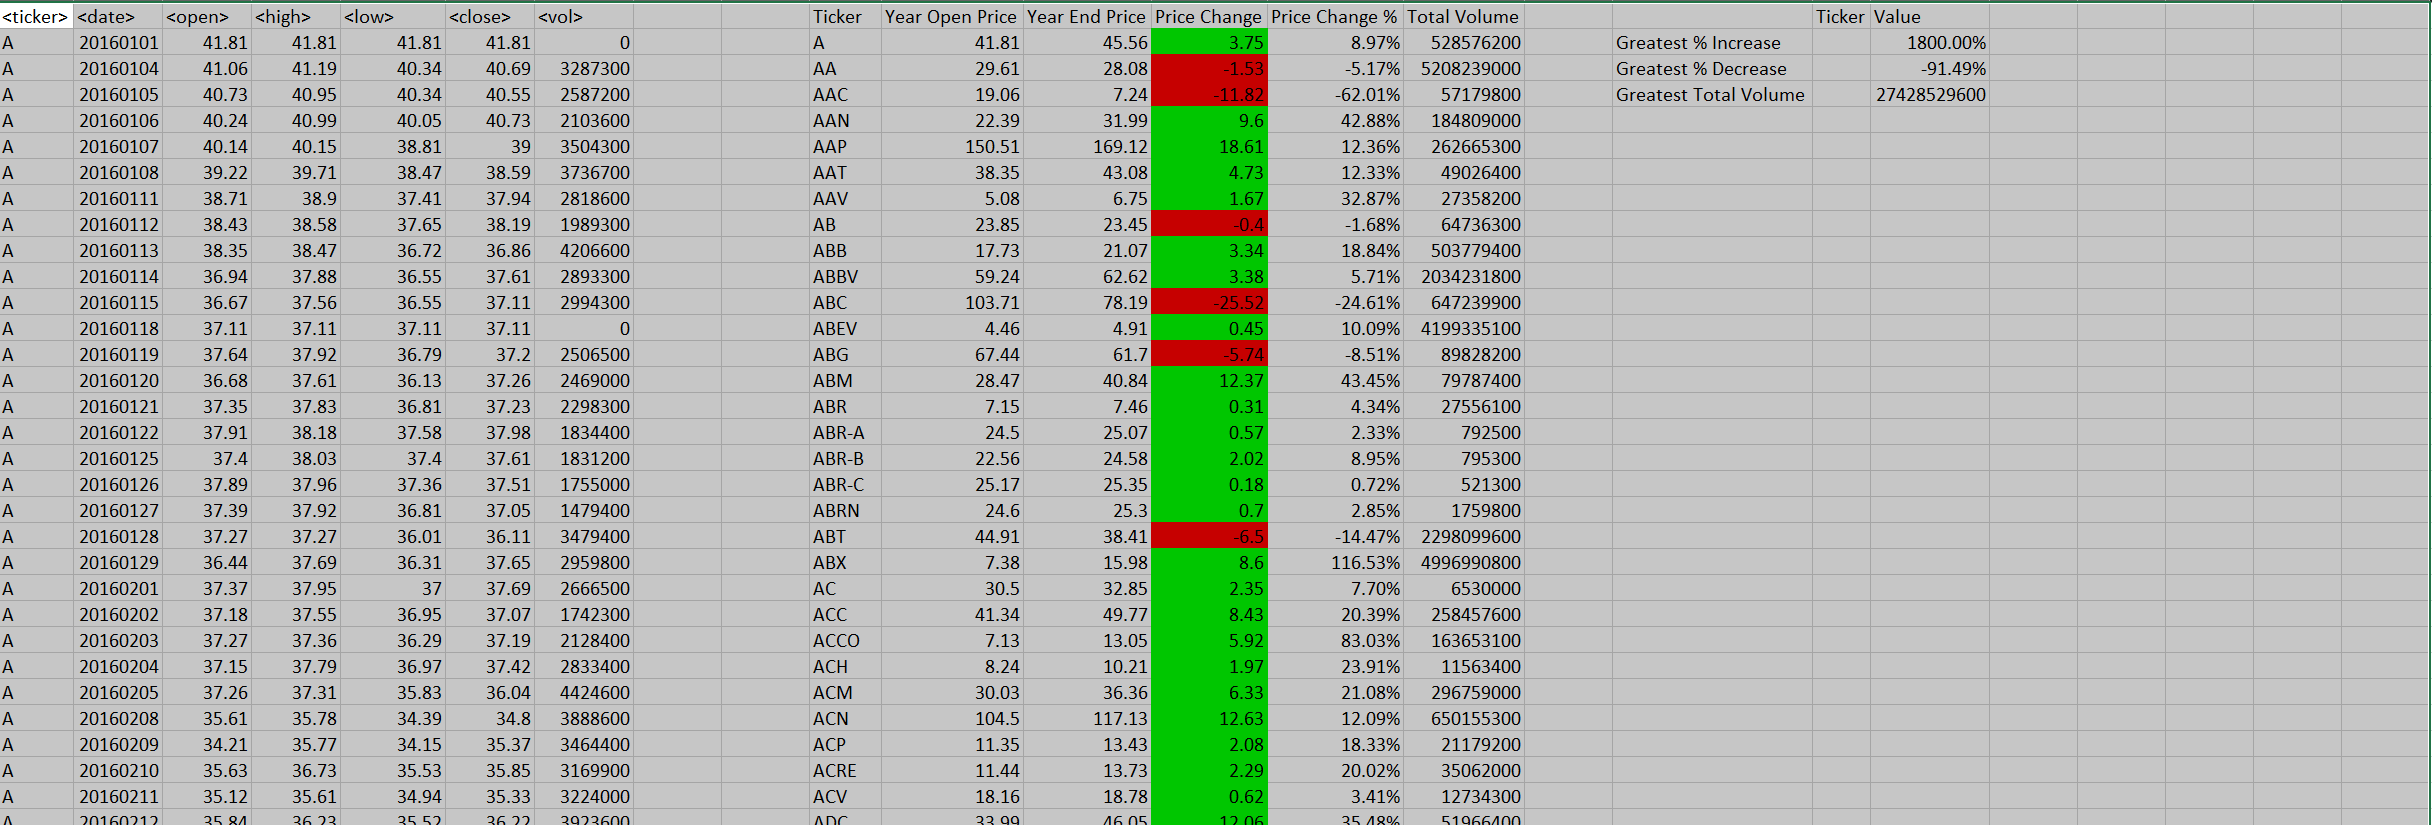 <ticker> <date> <open> <high> <low> <close> <vol> Ticker Year Open Price Year End Price Price Change Price Change % Total Volume Ticker Value
A 20160101 41.81 41.81 41.81 41.81 0 A 41.81 45.56 3.75 8.97% 528576200 Greatest % Increase 1800.00%
A 20160104 41.06 41.19 40.34 40.69 3287300 AA 29.61 28.08 -1.53 -5.17% 5208239000 Greatest % Decrease -91.49%
A 20160105 40.73 40.95 40.34 40.55 2587200 AAC 19.06 7.24 -11.82 -62.01% 57179800 Greatest Total Volume 27428529600
A 20160106 40.24 40.99 40.05 40.73 2103600 AAN 22.39 31.99 9.6 42.88% 184809000
A 20160107 40.14 40.15 38.81 39 3504300 AAP 150.51 169.12 18.61 12.36% 262665300
A 20160108 39.22 39.71 38.47 38.59 3736700 AAT 38.35 43.08 4.73 12.33% 49026400
A 20160111 38.71 38.9 37.41 37.94 2818600 AAV 5.08 6.75 1.67 32.87% 27358200
A 20160112 38.43 38.58 37.65 38.19 1989300 AB 23.85 23.45 -0.4 -1.68% 64736300
A 20160113 38.35 38.47 36.72 36.86 4206600 ABB 17.73 21.07 3.34 18.84% 503779400
A 20160114 36.94 37.88 36.55 37.61 2893300 ABBV 59.24 62.62 3.38 5.71% 2034231800
A 20160115 36.67 37.56 36.55 37.11 2994300 ABC 103.71 78.19 -25.52 -24.61% 647239900
A 20160118 37.11 37.11 37.11 37.11 0 ABEV 4.46 4.91 0.45 10.09% 4199335100
A 20160119 37.64 37.92 36.79 37.2 2506500 ABG 67.44 61.7 -5.74 -8.51% 89828200
A 20160120 36.68 37.61 36.13 37.26 2469000 ABM 28.47 40.84 12.37 43.45% 79787400
A 20160121 37.35 37.83 36.81 37.23 2298300 ABR 7.15 7.46 0.31 4.34% 27556100
A 20160122 37.91 38.18 37.58 37.98 1834400 ABR-A 24.5 25.07 0.57 2.33% 792500
A 20160125 37.4 38.03 37.4 37.61 1831200 ABR-B 22.56 24.58 2.02 8.95% 795300
A 20160126 37.89 37.96 37.36 37.51 1755000 ABR-C 25.17 25.35 0.18 0.72% 521300
A 20160127 37.39 37.92 36.81 37.05 1479400 ABRN 24.6 25.3 0.7 2.85% 1759800
A 20160128 37.27 37.27 36.01 36.11 3479400 ABT 44.91 38.41 -6.5 -14.47% 2298099600
A 20160129 36.44 37.69 36.31 37.65 2959800 ABX 7.38 15.98 8.6 116.53% 4996990800
A 20160201 37.37 37.95 37 37.69 2666500 AC 30.5 32.85 2.35 7.70% 6530000
A 20160202 37.18 37.55 36.95 37.07 1742300 ACC 41.34 49.77 8.43 20.39% 258457600
A 20160203 37.27 37.36 36.29 37.19 2128400 ACCO 7.13 13.05 5.92 83.03% 163653100
A 20160204 37.15 37.79 36.97 37.42 2833400 ACH 8.24 10.21 1.97 23.91% 11563400
A 20160205 37.26 37.31 35.83 36.04 4424600 ACM 30.03 36.36 6.33 21.08% 296759000
A 20160208 35.61 35.78 34.39 34.8 3888600 ACN 104.5 117.13 12.63 12.09% 650155300
A 20160209 34.21 35.77 34.15 35.37 3464400 ACP 11.35 13.43 2.08 18.33% 21179200
A 20160210 35.63 36.73 35.53 35.85 3169900 ACRE 11.44 13.73 2.29 20.02% 35062000
A 20160211 35.12 35.61 34.94 35.33 3224000 ACV 18.16 18.78 0.62 3.41% 12734300
A 20160212 35.84 36.23 35.52 36.22 3923600 ADC 33.99 46.05 12.06 35.48% 51966400